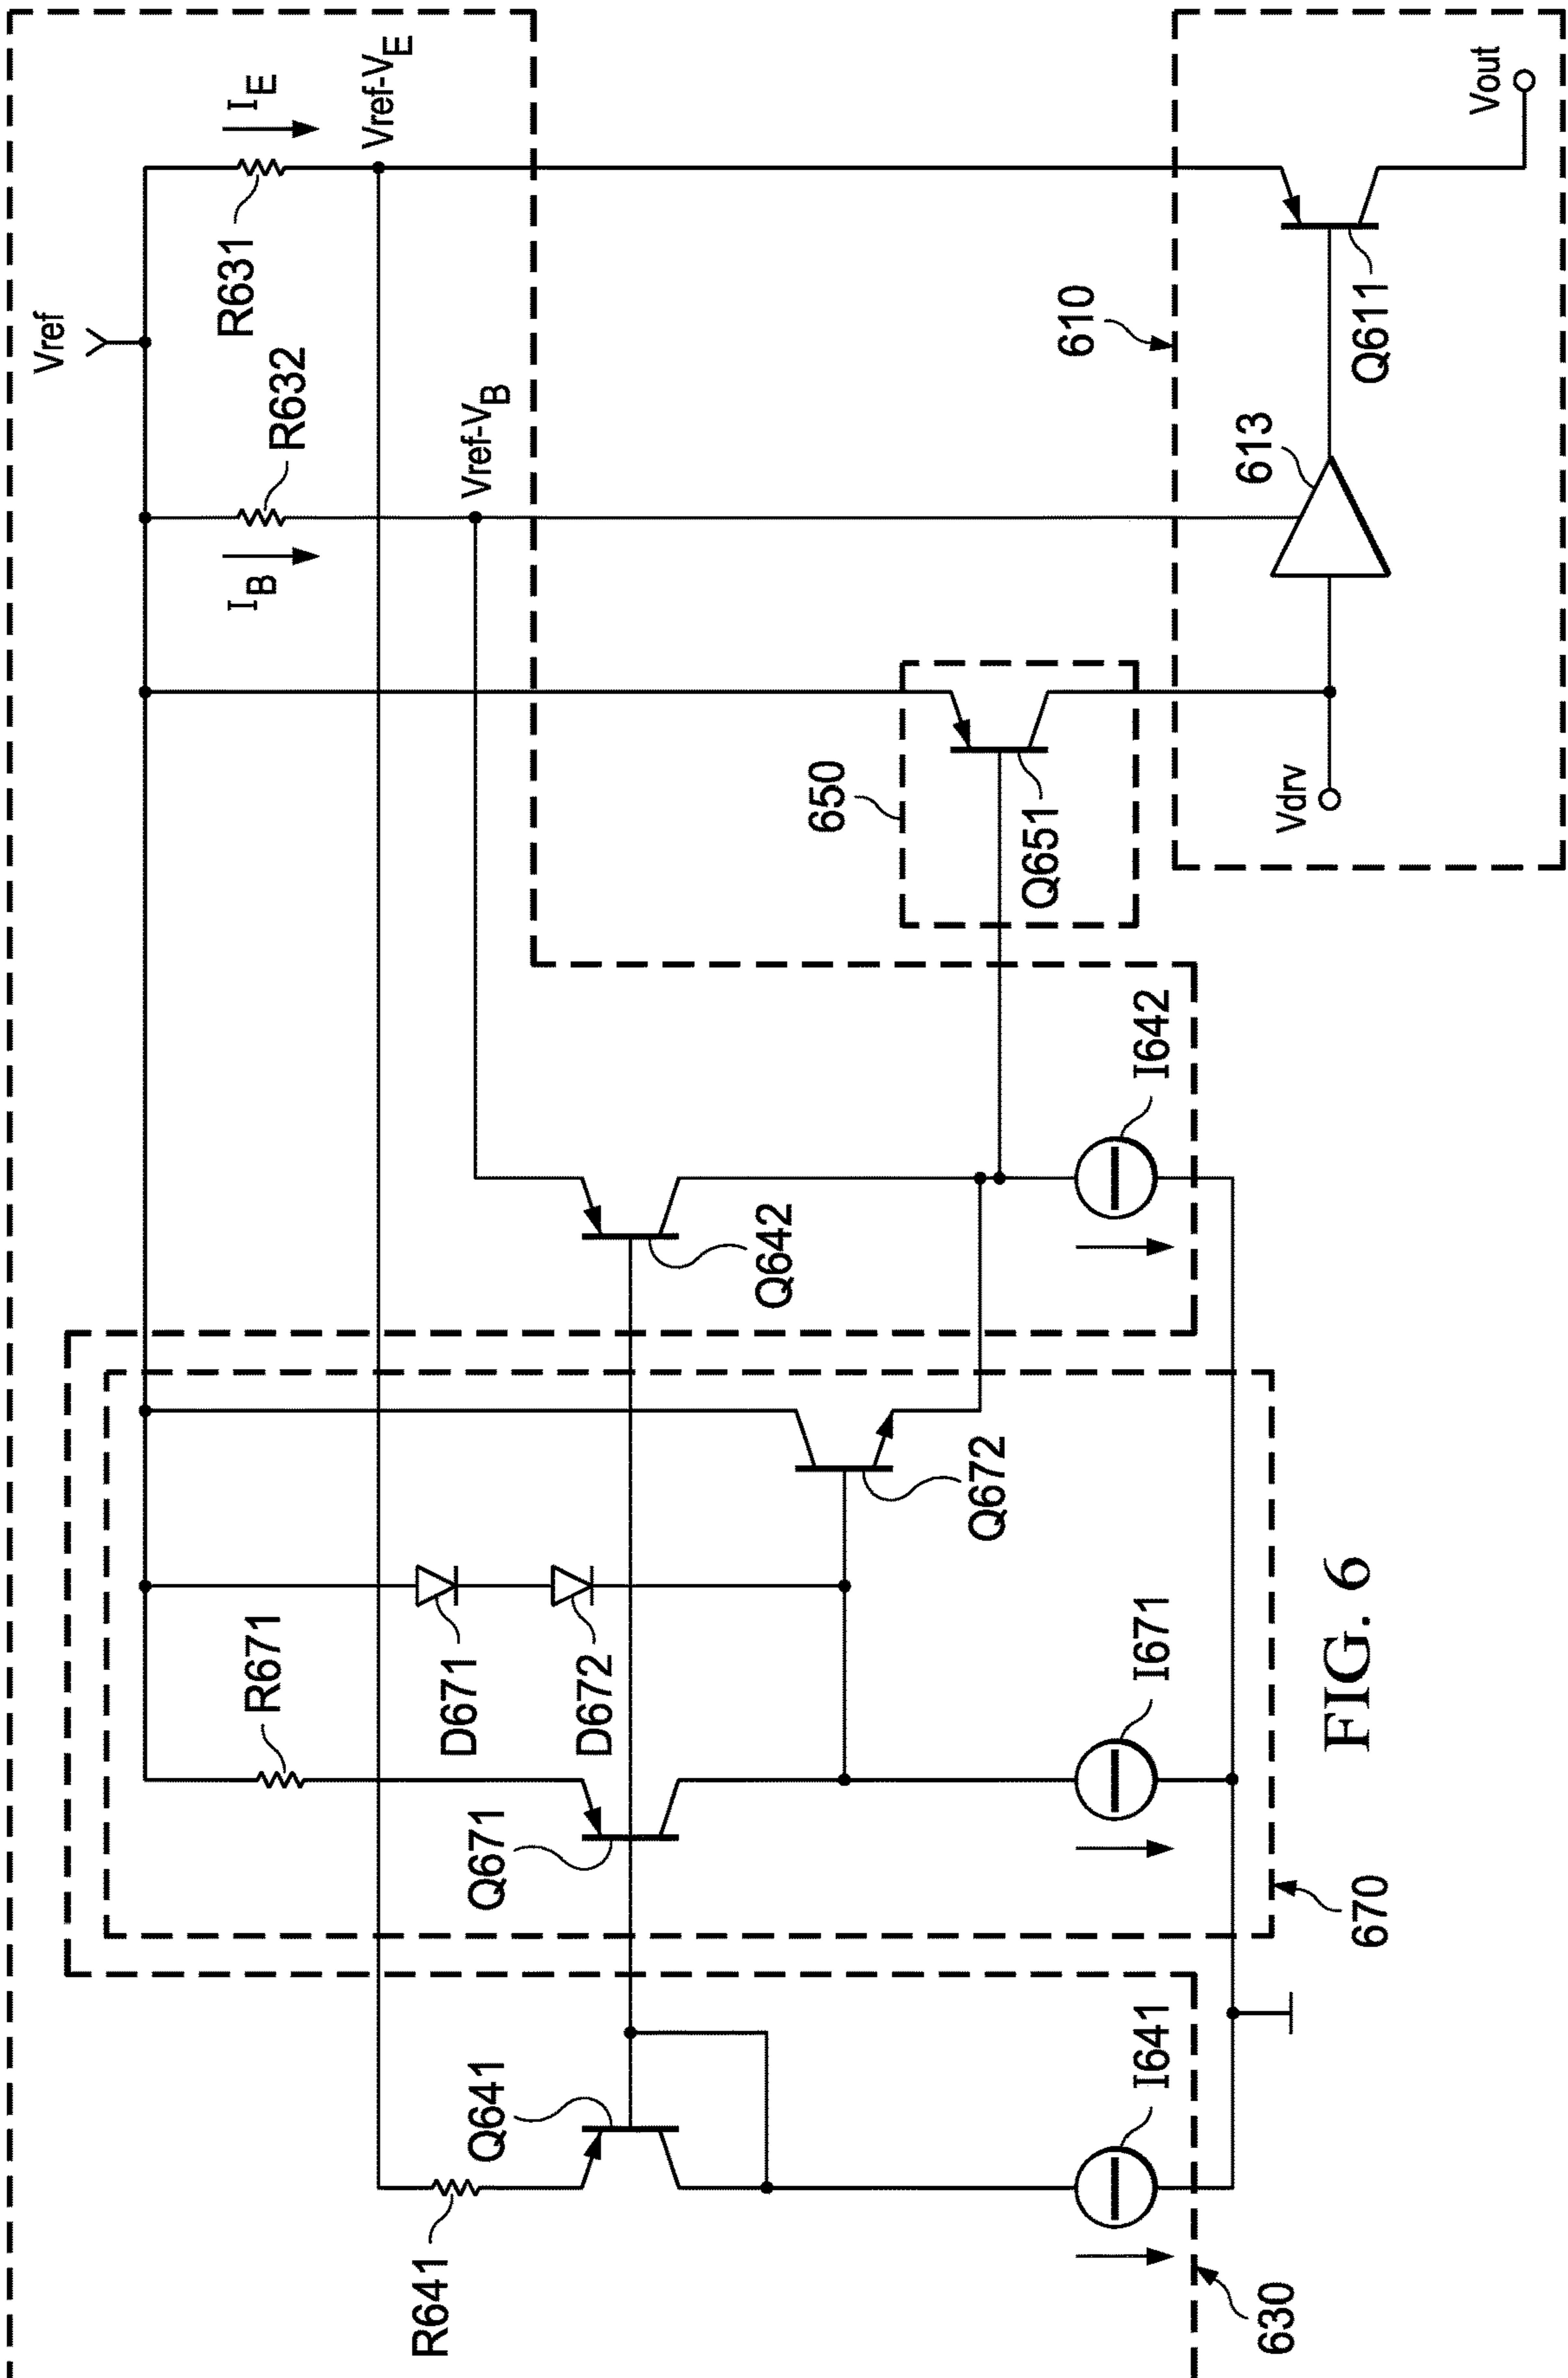 Vref
R631
I_E
Vref-V_E
R632
I_B
Vref-V_B
610
Vout
Q611
613
650
Q651
Vdrv
I642
Q642
Q672
R671
D671
D672
I671
Q671
670
Q641
R641
I641
630
FIG. 6